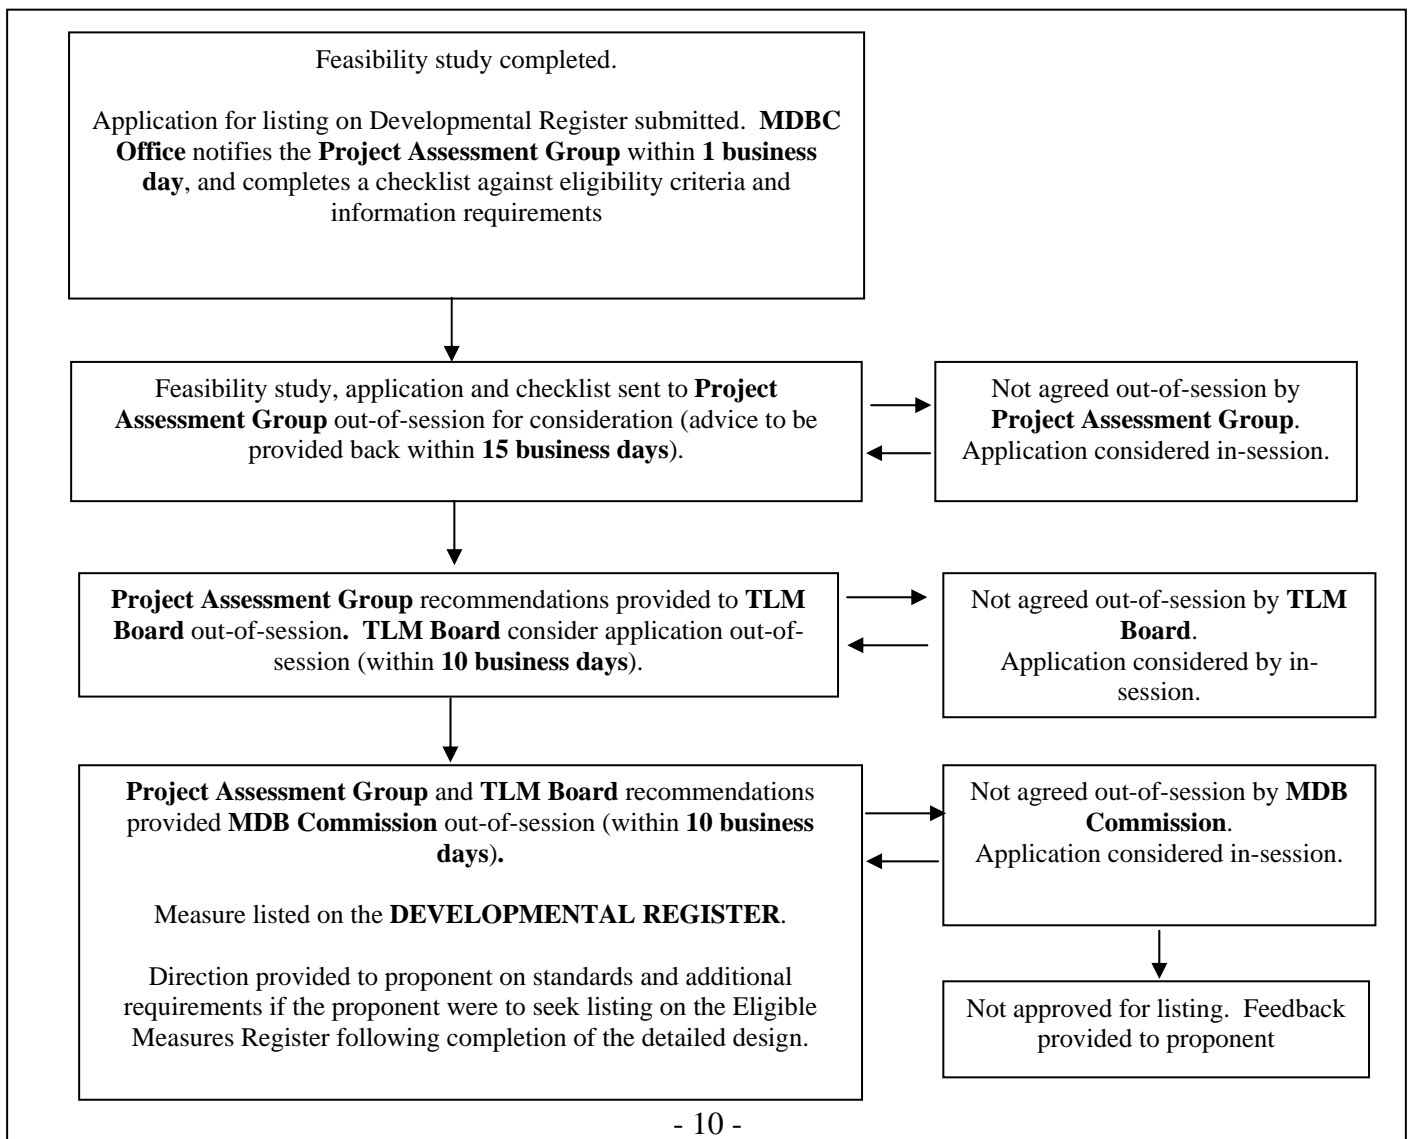 Feasibility study completed.
Application for listing on Developmental Register submitted.  MDBC
Office notifies the Project Assessment Group within 1 business
day, and completes a checklist against eligibility criteria and
information requirements
Feasibility study, application and checklist sent to Project
Assessment Group out-of-session for consideration (advice to be
provided back within 15 business days).
Not agreed out-of-session by
Project Assessment Group.
Application considered in-session.
Project Assessment Group recommendations provided to TLM
Board out-of-session.  TLM Board consider application out-of-
session (within 10 business days).
Not agreed out-of-session by TLM
Board.
Application considered by in-
session.
Project Assessment Group and TLM Board recommendations
provided MDB Commission out-of-session (within 10 business
days).
Measure listed on the DEVELOPMENTAL REGISTER.
Direction provided to proponent on standards and additional
requirements if the proponent were to seek listing on the Eligible
Measures Register following completion of the detailed design.
Not agreed out-of-session by MDB
Commission.
Application considered in-session.
Not approved for listing.  Feedback
provided to proponent
- 10 -